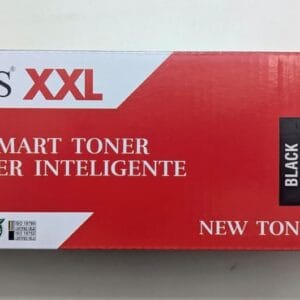 S XXL
MART TONER
ER INTELIGENTE
BLACK
NEW TON